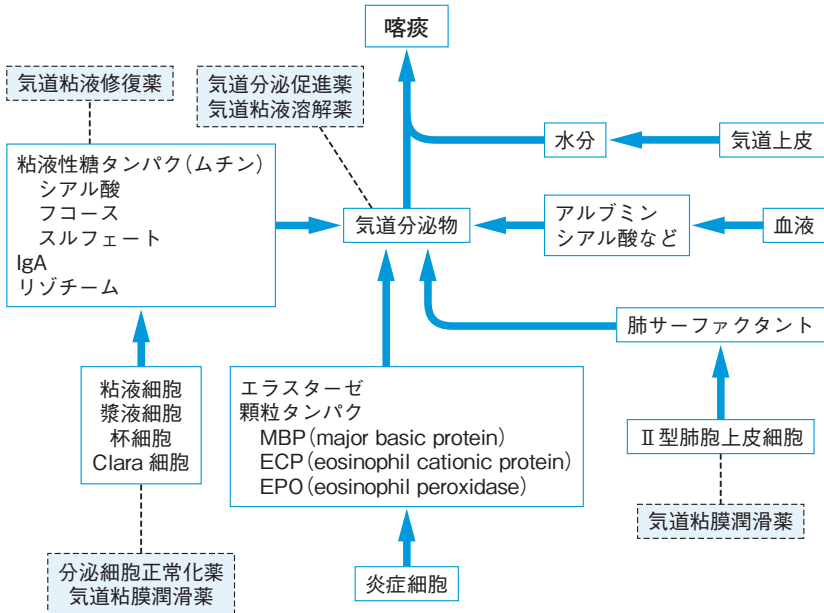 喀痰
気道粘液修復薬
気道分泌促進薬
気道粘液溶解薬
水分
気道上皮
粘液性糖タンパク(ムチン)
シアル酸
フコース
スルフェート
IgA
リゾチーム
気道分泌物
アルブミン
シアル酸など
血液
肺サーファクタント
粘液細胞
漿液細胞
杯細胞
Clara 細胞
エラスターゼ
顆粒タンパク
MBP(major basic protein)
ECP(eosinophil cationic protein)
EPO(eosinophil peroxidase)
Ⅱ型肺胞上皮細胞
気道粘膜潤滑薬
分泌細胞正常化薬
気道粘膜潤滑薬
炎症細胞